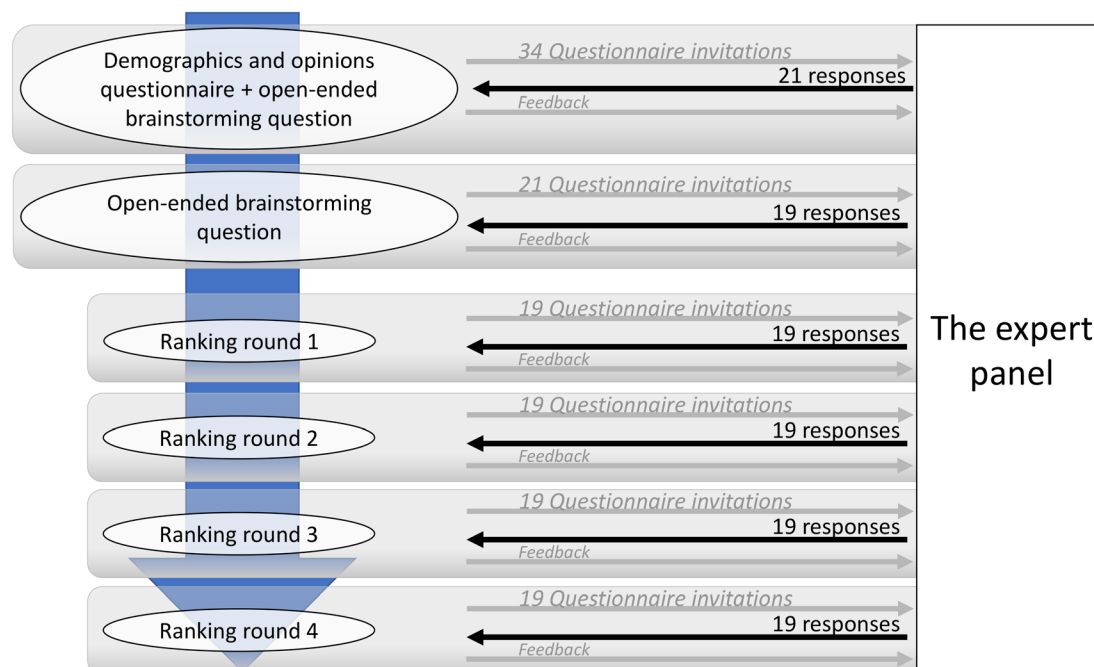 Demographics and opinions
questionnaire + open-ended
brainstorming question
34 Questionnaire invitations
21 responses
Feedback
Open-ended brainstorming
question
21 Questionnaire invitations
19 responses
Feedback
Ranking round 1
19 Questionnaire invitations
19 responses
Feedback
The expert
panel
Ranking round 2
19 Questionnaire invitations
19 responses
Feedback
Ranking round 3
19 Questionnaire invitations
19 responses
Feedback
Ranking round 4
19 Questionnaire invitations
19 responses
Feedback